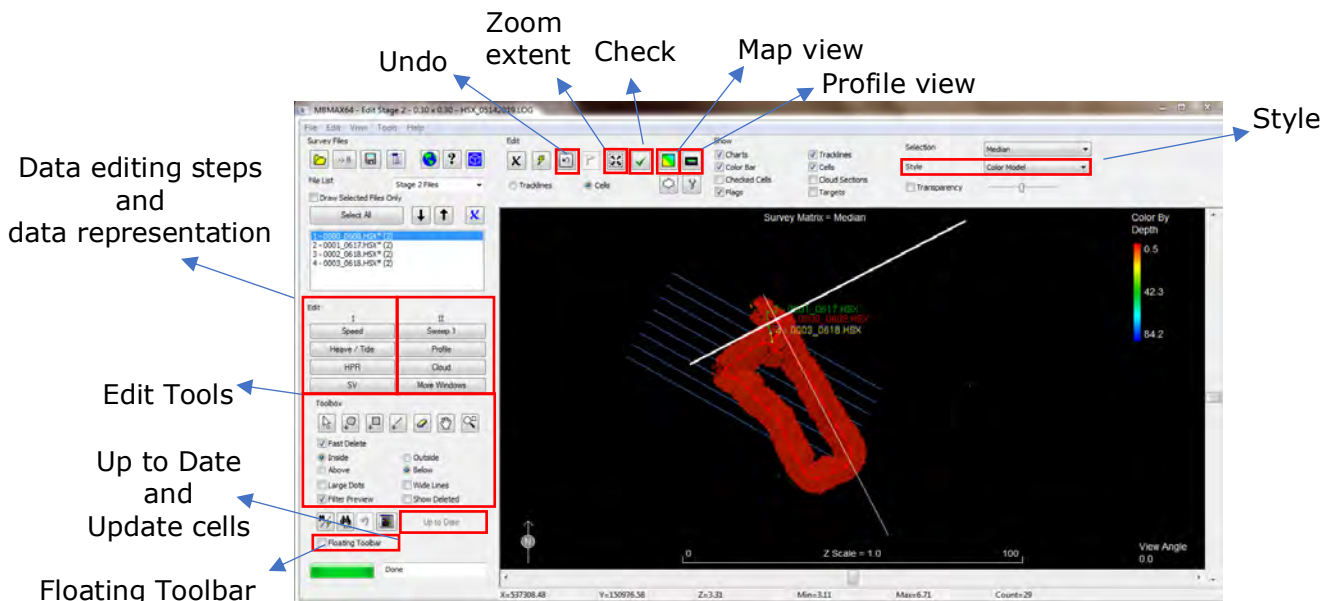 Undo
Zoom
extent
Check
Map view
Profile view
Style
Data editing steps
and
data representation
Edit Tools
Up to Date
and
Update cells
Floating Toolbar
MBMAX64 - Edit Stage 2 - 0.30 x 0.30 - HSX_05142019.LOG
File Edit View Tools Help
Survey Files
File List
Stage 2 Files
Draw Selected Files Only
Select All
1 - 0000_0608.HSX* (2)
2 - 0001_0617.HSX* (2)
3 - 0002_0618.HSX* (2)
4 - 0003_0618.HSX* (2)
Edit
I II
Speed Sweep 1
Heave / Tide Profile
HPR Cloud
SV More Windows
Toolbox
Fast Delete
Inside Outside
Above Below
Large Dots Wide Lines
Filter Preview Show Deleted
Up to Date
Floating Toolbar
Done
Edit
Tracklines Cells
Show
Charts Tracklines
Color Bar Cells
Checked Cells Cloud Sections
Flags Targets
Selection Median
Style Color Model
Transparency
Survey Matrix = Median
Color By
Depth
0.5
42.3
84.2
4 - 0003_0618.HSX
N
0 Z Scale = 1.0 100
View Angle
0.0
X=537308.48 Y=150976.58 Z=3.31 Min=3.11 Max=6.71 Count=29